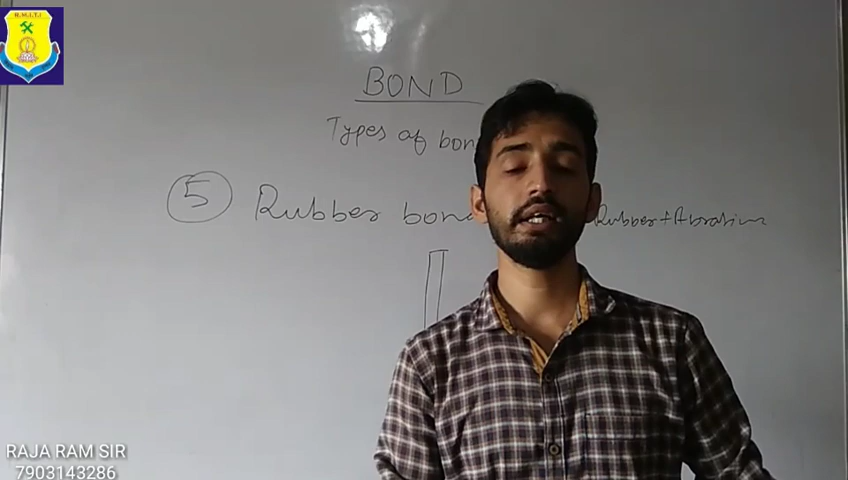 R.M.I.T.I
BOND
Types of bon
5 Rubber bon Rubber + Abrasive
RAJA RAM SIR
7903143286